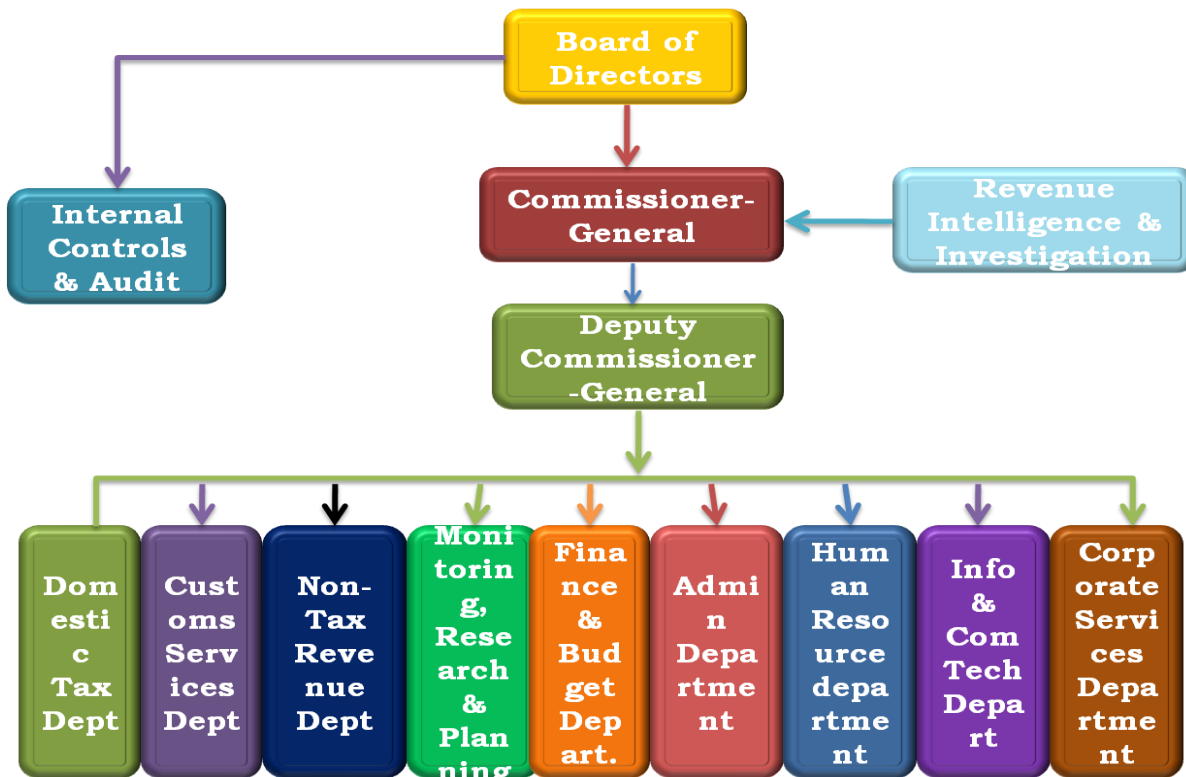 Board of
Directors
Internal
Controls
& Audit
Commissioner-
General
Revenue
Intelligence &
Investigation
Deputy
Commissioner
-General
Dom
esti
c
Tax
Dept
Cust
oms
Serv
ices
Dept
Non-
Tax
Reve
nue
Dept
Moni
torin
g,
Rese
arch
&
Plan
ning
Fina
nce
&
Bud
get
Dep
art.
Admi
n
Depa
rtme
nt
Hum
an
Reso
urce
depa
rtme
nt
Info
&
Com
Tech
Depa
rt
Corp
orate
Servi
ces
Depa
rtme
nt